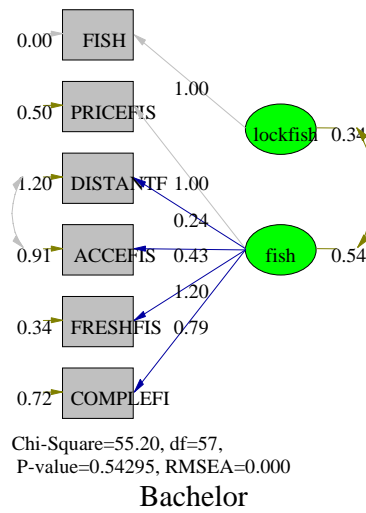 0.00 FISH
1.00
0.50 PRICEFIS
lockfish 0.34
1.20 DISTANTF 1.00
0.24
0.91 ACCEFIS 0.43 fish 0.54
1.20
0.34 FRESHFIS 0.79
0.72 COMPLEFI
Chi-Square=55.20, df=57,
P-value=0.54295, RMSEA=0.000
Bachelor